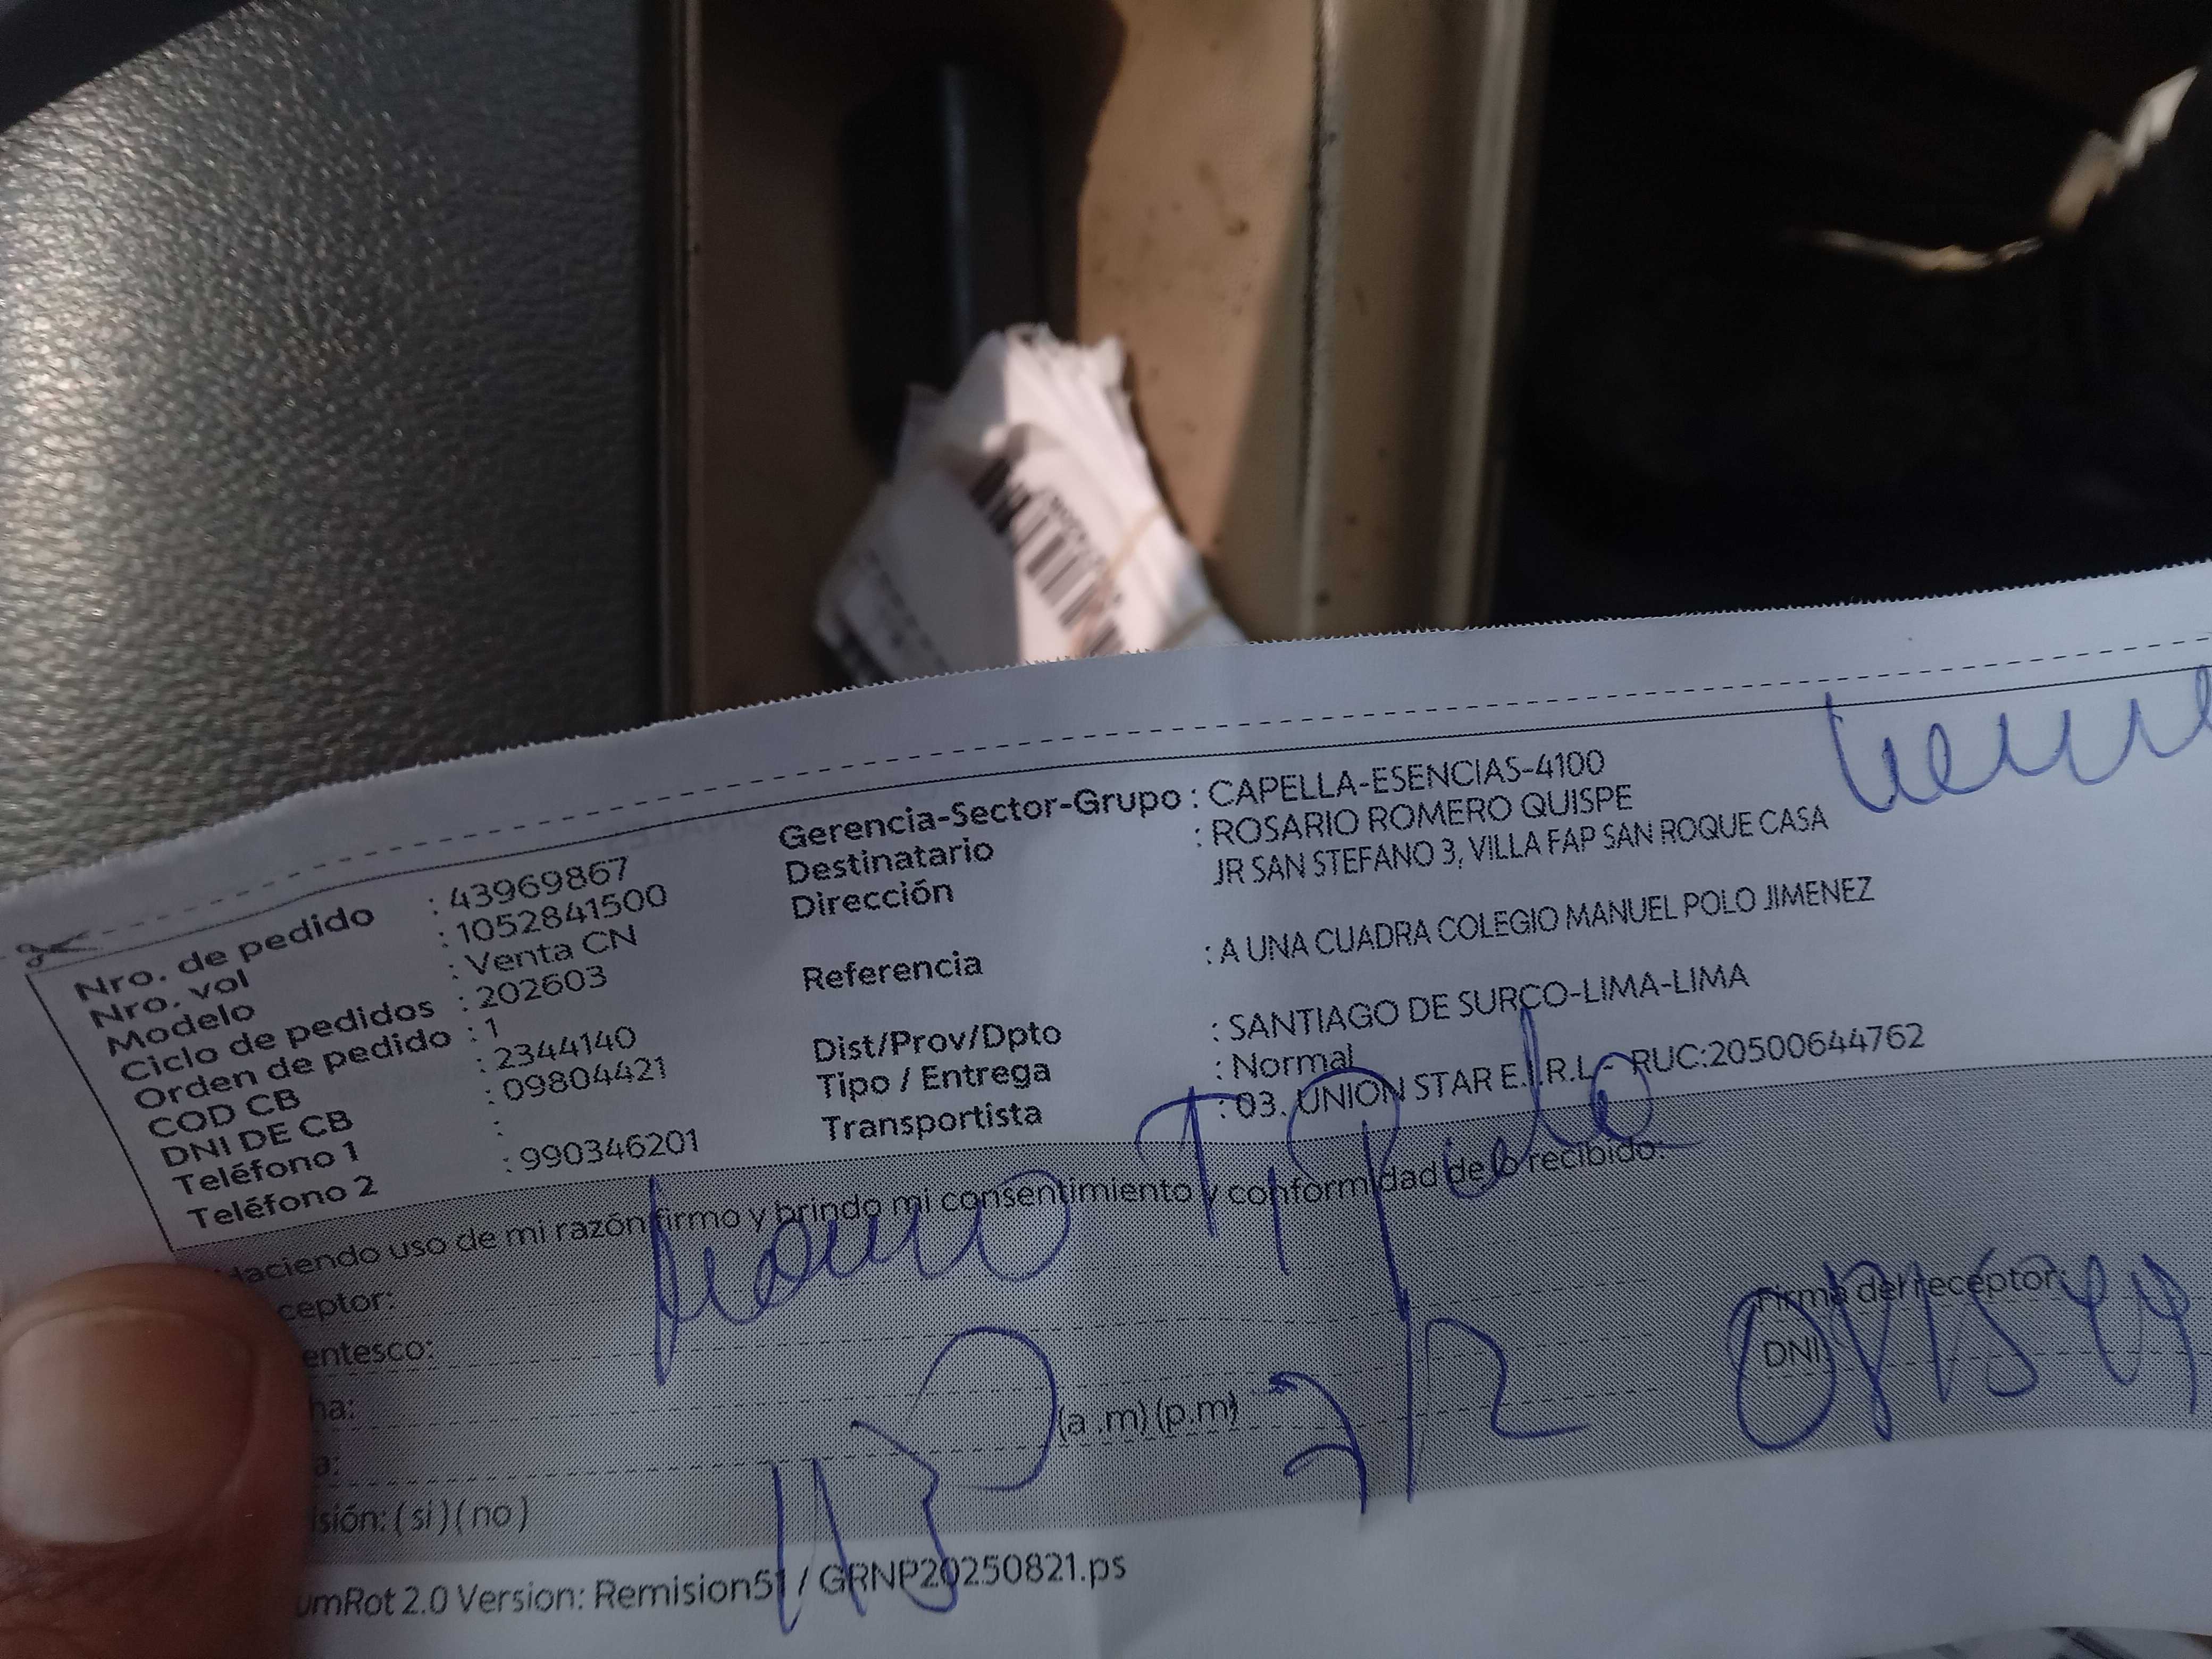 Nro. de pedido : 43969867
Nro. vol : 1052841500
Modelo : Venta CN
Ciclo de pedidos : 202603
Orden de pedido : 1
COD CB : 2344140
DNI DE CB : 09804421
Teléfono 1 :
Teléfono 2 : 990346201
Gerencia-Sector-Grupo : CAPELLA-ESENCIAS-4100
Destinatario : ROSARIO ROMERO QUISPE
Dirección JR SAN STEFANO 3, VILLA FAP SAN ROQUE CASA
Referencia : A UNA CUADRA COLEGIO MANUEL POLO JIMENEZ
Dist/Prov/Dpto : SANTIAGO DE SURCO-LIMA-LIMA
Tipo / Entrega : Normal
Transportista : 03. UNION STAR E.I.R.L - RUC:20500644762
Haciendo uso de mi razón firmo y brindo mi consentimiento y conformidad de lo recibido.
ceptor:
entesco:
ha:
a: (a .m) (p.m)
isión: ( si ) ( no )
Firma del receptor:
DNI:
1130
2/2
umRot 2.0 Version: Remision51 / GRNP20250821.ps